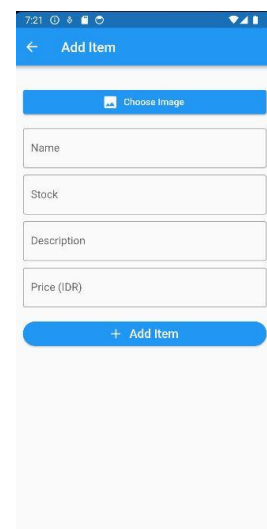 7:21
Add Item
Choose Image
Name
Stock
Description
Price (IDR)
+ Add Item